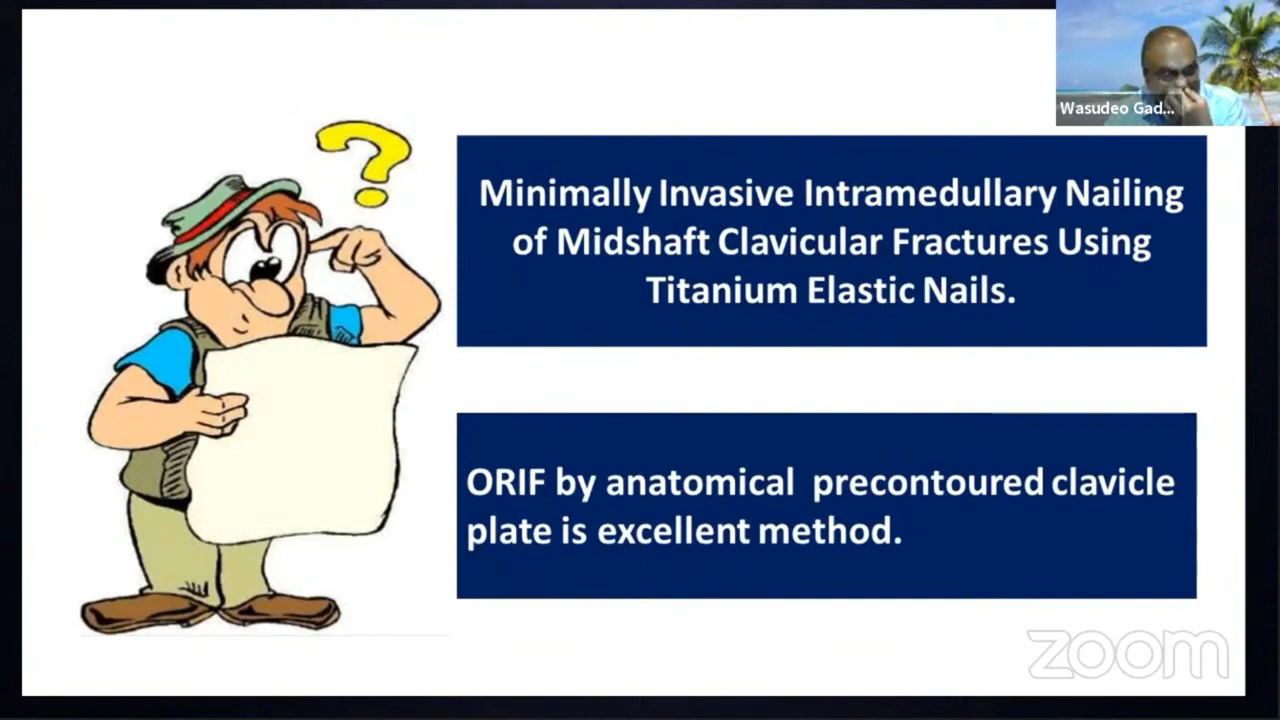 Wasudeo Gad...
Minimally Invasive Intramedullary Nailing
of Midshaft Clavicular Fractures Using
Titanium Elastic Nails.
ORIF by anatomical precontoured clavicle
plate is excellent method.
zoom